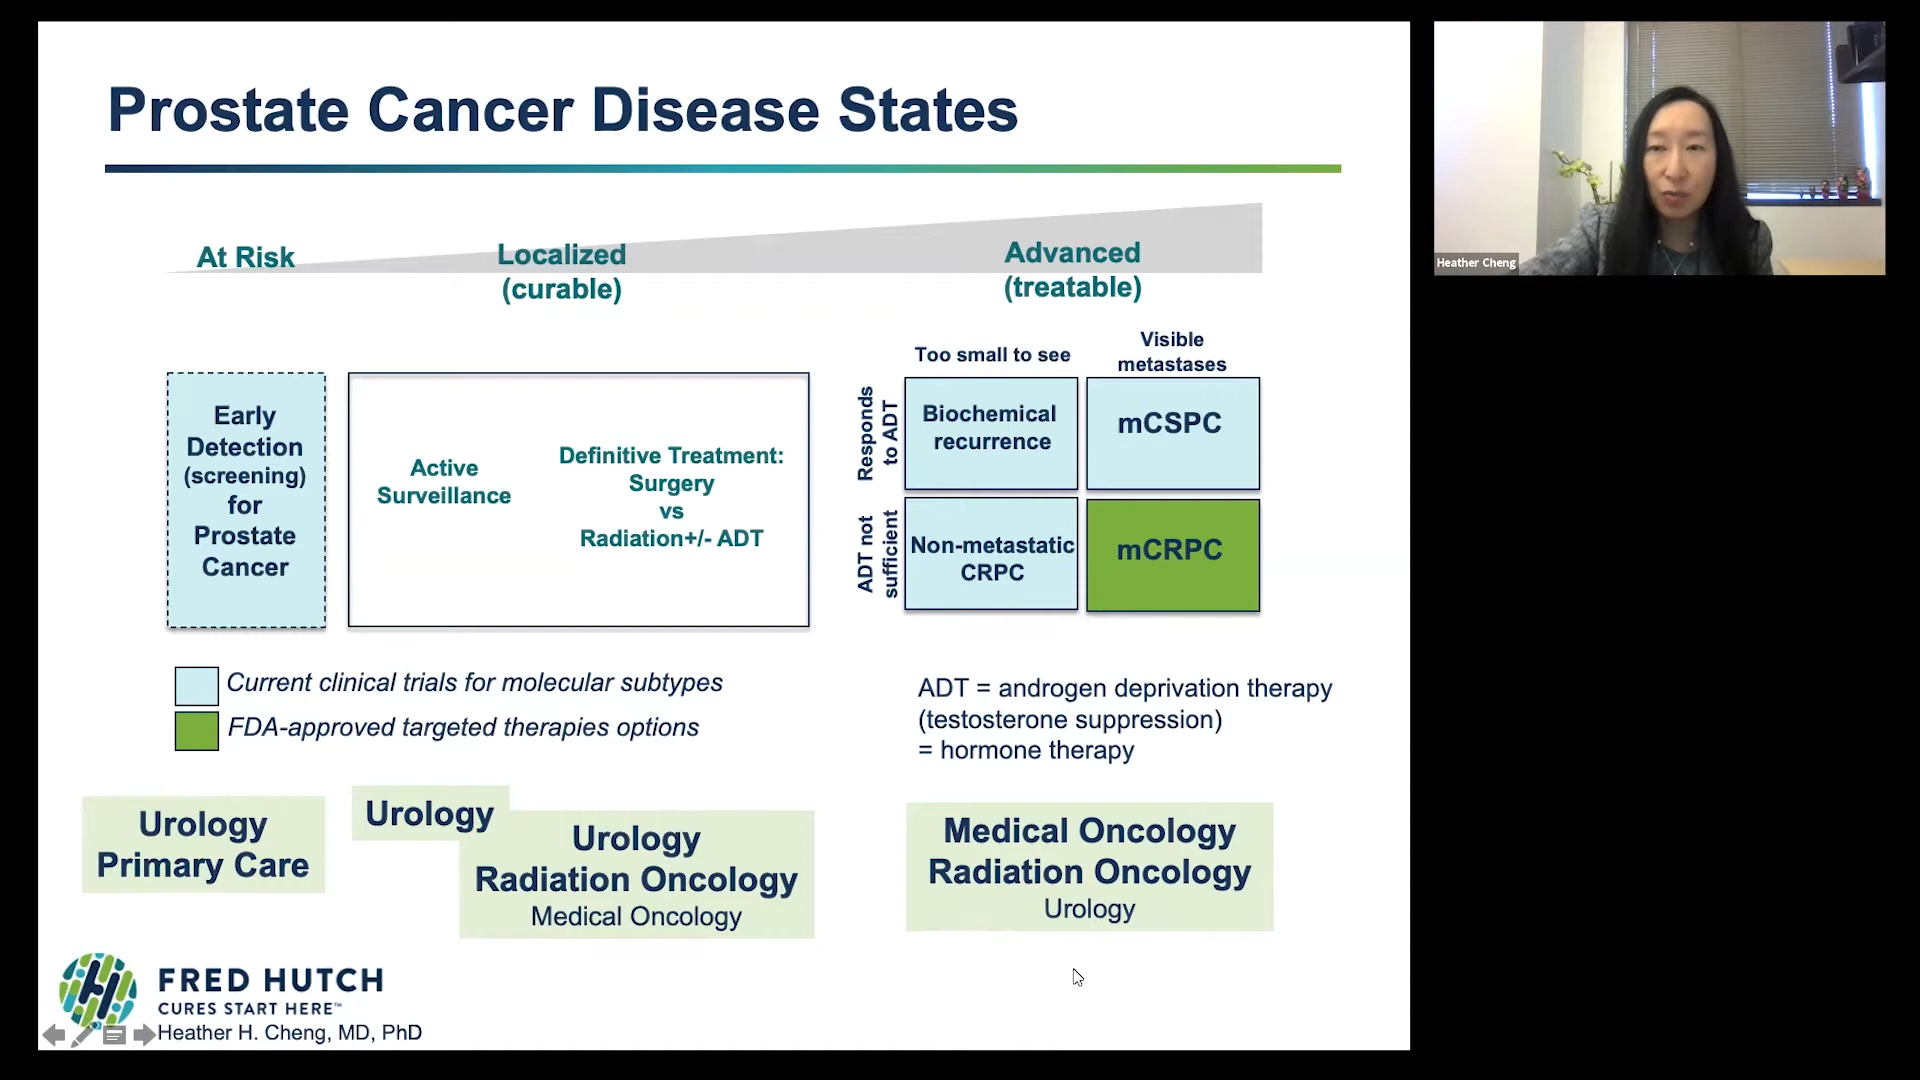 Prostate Cancer Disease States
At Risk
Localized
(curable)
Advanced
(treatable)
Early
Detection
(screening)
for
Prostate
Cancer
Active
Surveillance
Definitive Treatment:
Surgery
vs
Radiation+/- ADT
Too small to see
Visible
metastases
Responds
to ADT
Biochemical
recurrence
mCSPC
ADT not
sufficient
Non-metastatic
CRPC
mCRPC
Current clinical trials for molecular subtypes
FDA-approved targeted therapies options
ADT = androgen deprivation therapy
(testosterone suppression)
= hormone therapy
Urology
Primary Care
Urology
Urology
Radiation Oncology
Medical Oncology
Medical Oncology
Radiation Oncology
Urology
FRED HUTCH
CURES START HERE™
Heather H. Cheng, MD, PhD
Heather Cheng